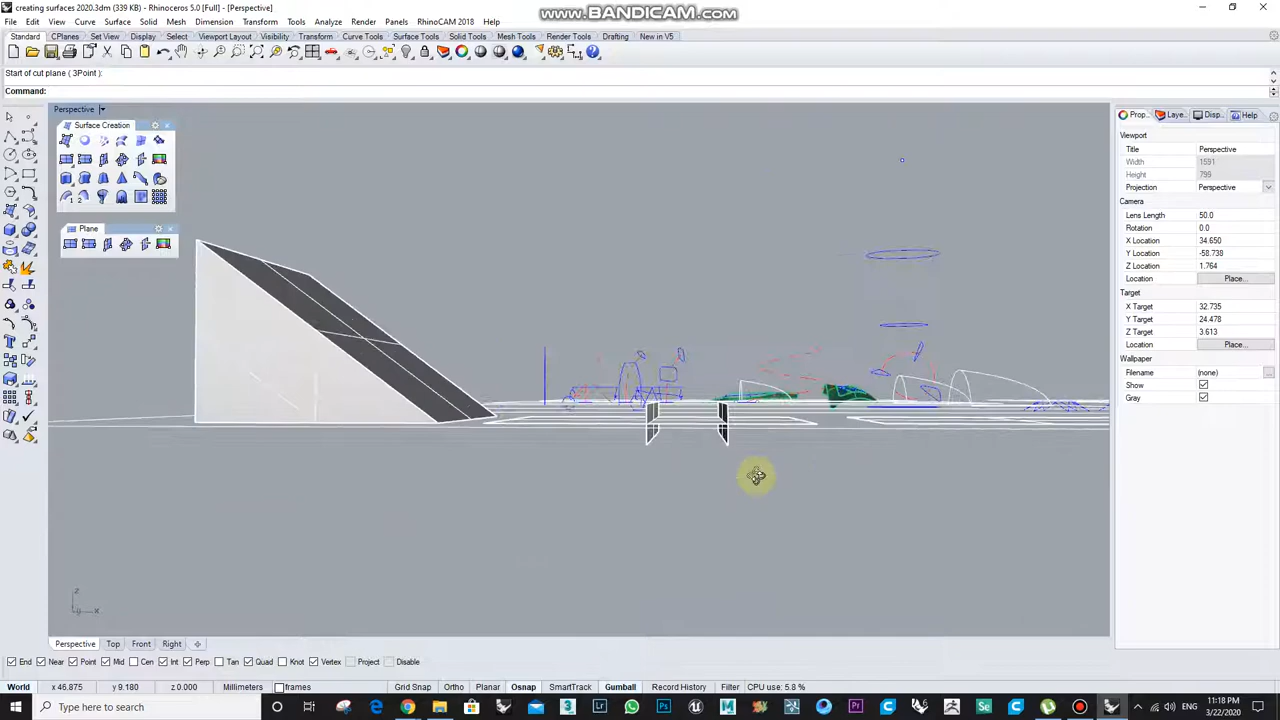 creating surfaces 2020.3dm (339 KB) - Rhinoceros 5.0 [Full] - [Perspective]
www.BANDICAM.com
File Edit View Curve Surface Solid Mesh Dimension Transform Tools Analyze Render Panels RhinoCAM 2018 Help
Standard CPlanes Set View Display Select Viewport Layout Visibility Transform Curve Tools Surface Tools Solid Tools Mesh Tools Render Tools Drafting New in V5
Start of cut plane ( 3Point ):
Command:
Perspective
Surface Creation
Plane
Prop... Laye... Disp... Help
Viewport
Title Perspective
Width 1591
Height 799
Projection Perspective
Camera
Lens Length 50.0
Rotation 0.0
X Location 34.650
Y Location -58.739
Z Location 1.764
Location Place...
Target
X Target 32.735
Y Target 24.478
Z Target 3.613
Location Place...
Wallpaper
Filename (none)
Show
Gray
z
x
Perspective Top Front Right
End Near Point Mid Cen Int Perp Tan Quad Knot Vertex Project Disable
World x 46.875 y 9.180 z 0.000 Millimeters frames Grid Snap Ortho Planar Osnap SmartTrack Gumball Record History Filter CPU use: 5.8 %
Type here to search
ENG
11:18 PM
3/22/2020